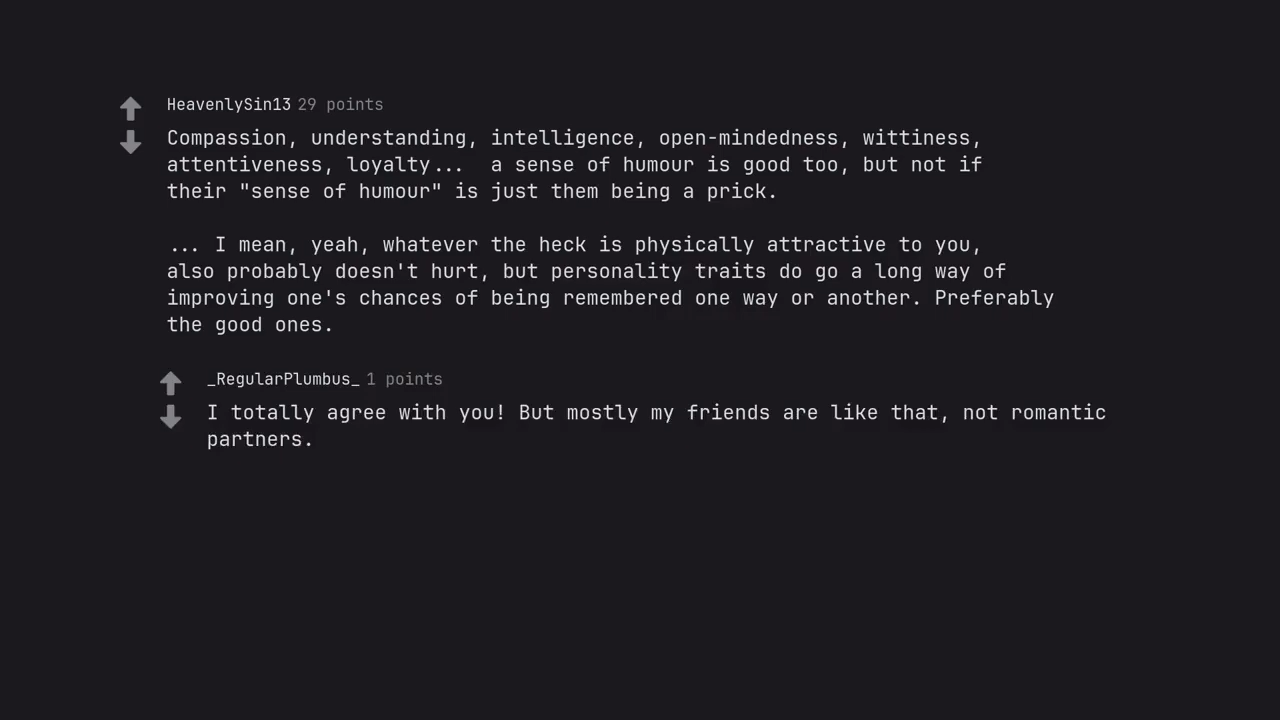 HeavenlySin13 29 points
Compassion, understanding, intelligence, open-mindedness, wittiness,
attentiveness, loyalty...  a sense of humour is good too, but not if
their "sense of humour" is just them being a prick.
... I mean, yeah, whatever the heck is physically attractive to you,
also probably doesn't hurt, but personality traits do go a long way of
improving one's chances of being remembered one way or another. Preferably
the good ones.
_RegularPlumbus_ 1 points
I totally agree with you! But mostly my friends are like that, not romantic
partners.